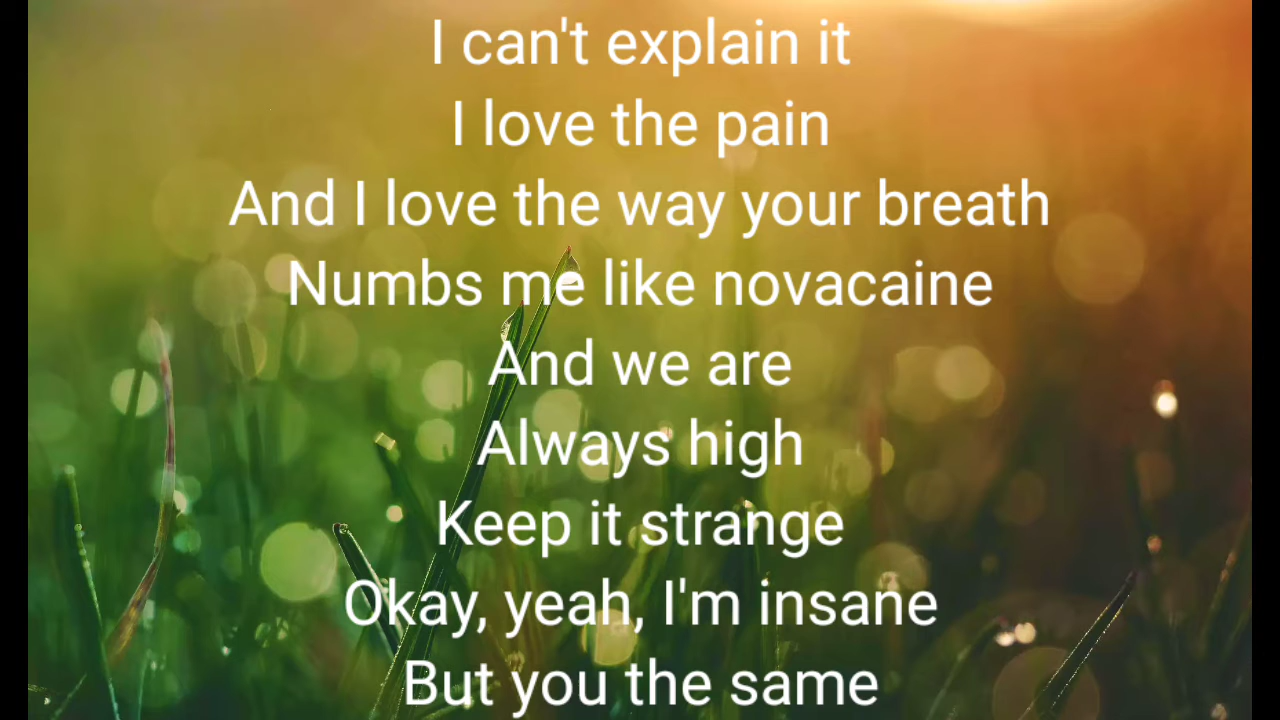 I can't explain it
I love the pain
And I love the way your breath
Numbs me like novacaine
And we are
Always high
Keep it strange
Okay, yeah, I'm insane
But you the same